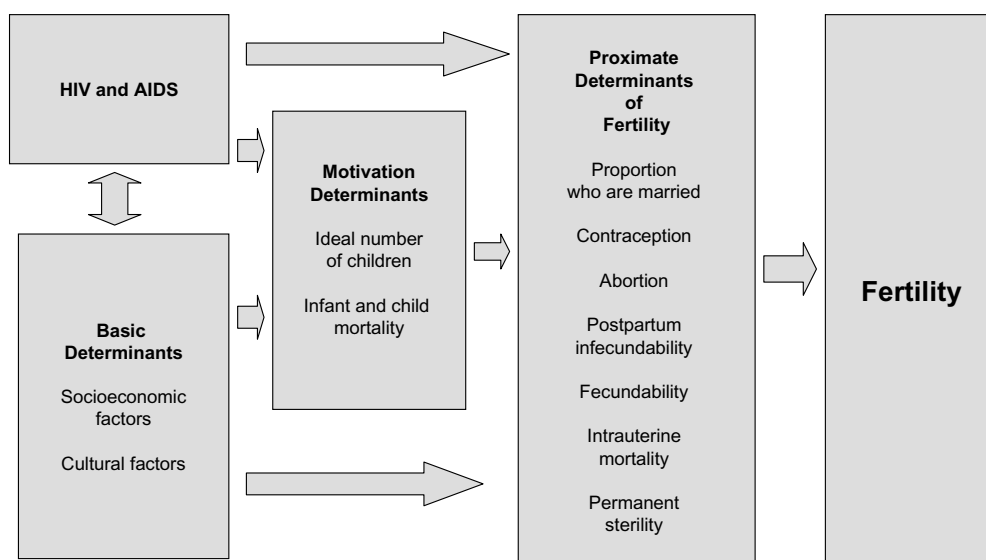 HIV and AIDS
Basic
Determinants
Socioeconomic
factors
Cultural factors
Motivation
Determinants
Ideal number
of children
Infant and child
mortality
Proximate
Determinants
of
Fertility
Proportion
who are married
Contraception
Abortion
Postpartum
infecundability
Fecundability
Intrauterine
mortality
Permanent
sterility
Fertility